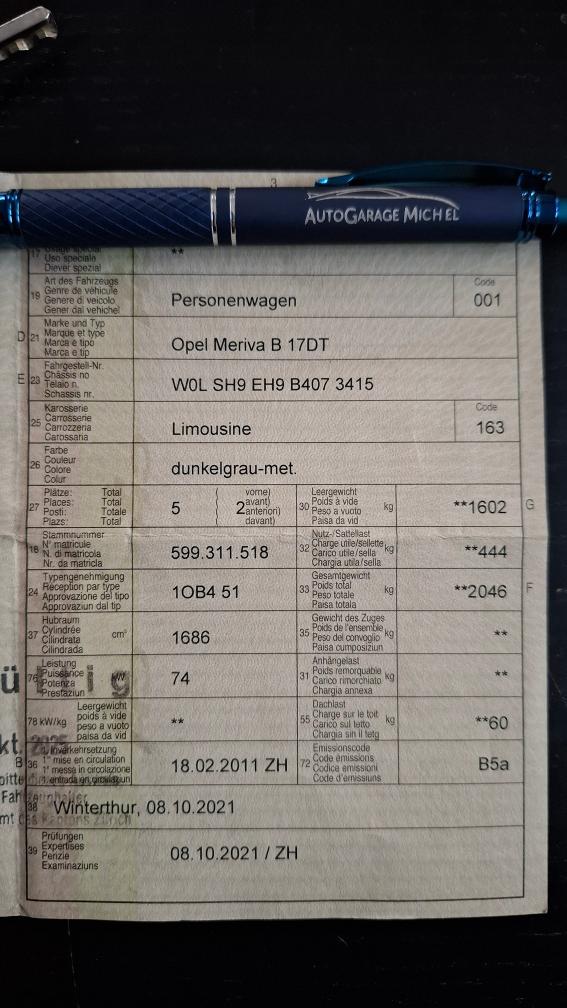 3
AUTOGARAGE MICHEL
17
Uso speciale
Diever spezial
**
19
Art des Fahrzeugs
Genre de véhicule
Genere di veicolo
Gener dal vehichel
Personenwagen
Code
001
D 21
Marke und Typ
Marque et type
Marca e tipo
Marca e tip
Opel Meriva B 17DT
E 23
Fahrgestell-Nr.
Châssis no
Telaio n.
Schassis nr.
W0L SH9 EH9 B407 3415
25
Karosserie
Carrosserie
Carrozzeria
Carossaria
Limousine
Code
163
26
Farbe
Couleur
Colore
Colur
dunkelgrau-met.
27
Plätze: Total
Places: Total
Posti: Totale
Plazs: Total
5
( vorne)
( 2 avant)
anteriori)
davant)
30
Leergewicht
Poids à vide
Peso a vuoto
Paisa da vid
kg
**1602
G
18
Stammnummer
N° matricule
N. di matricola
Nr. da matricla
599.311.518
32
Nutz-/Sattellast
Charge utile/sellette
Carico utile/sella
Chargia utila/sella
kg
**444
24
Typengenehmigung
Réception par type
Approvazione del tipo
Approvaziun dal tip
1OB4 51
33
Gesamtgewicht
Poids total
Peso totale
Paisa totala
kg
**2046
F
37
Hubraum
Cylindrée
Cilindrata
Cilindrada
cm³
1686
35
Gewicht des Zuges
Poids de l'ensemble
Peso del convoglio
Paisa cumposiziun
kg
**
76
Leistung
Puissance
Potenza
Prestaziun
kW
74
31
Anhängelast
Poids remorquable
Carico rimorchiato
Chargia annexa
kg
**
78 kW/kg
Leergewicht
poids à vide
peso a vuoto
paisa da vid
**
55
Dachlast
Charge sur le toit
Carico sul tetto
Chargia sin il tetg
kg
**60
B 36
1. Inverkehrsetzung
1re mise en circulation
1a messa in circolazione
1. entrada en circulaziun
18.02.2011 ZH
72
Emissionscode
Code émissions
Codice emissioni
Code d'emissiuns
B5a
38
Winterthur, 08.10.2021
39
Prüfungen
Expertises
Perizie
Examinaziuns
08.10.2021 / ZH